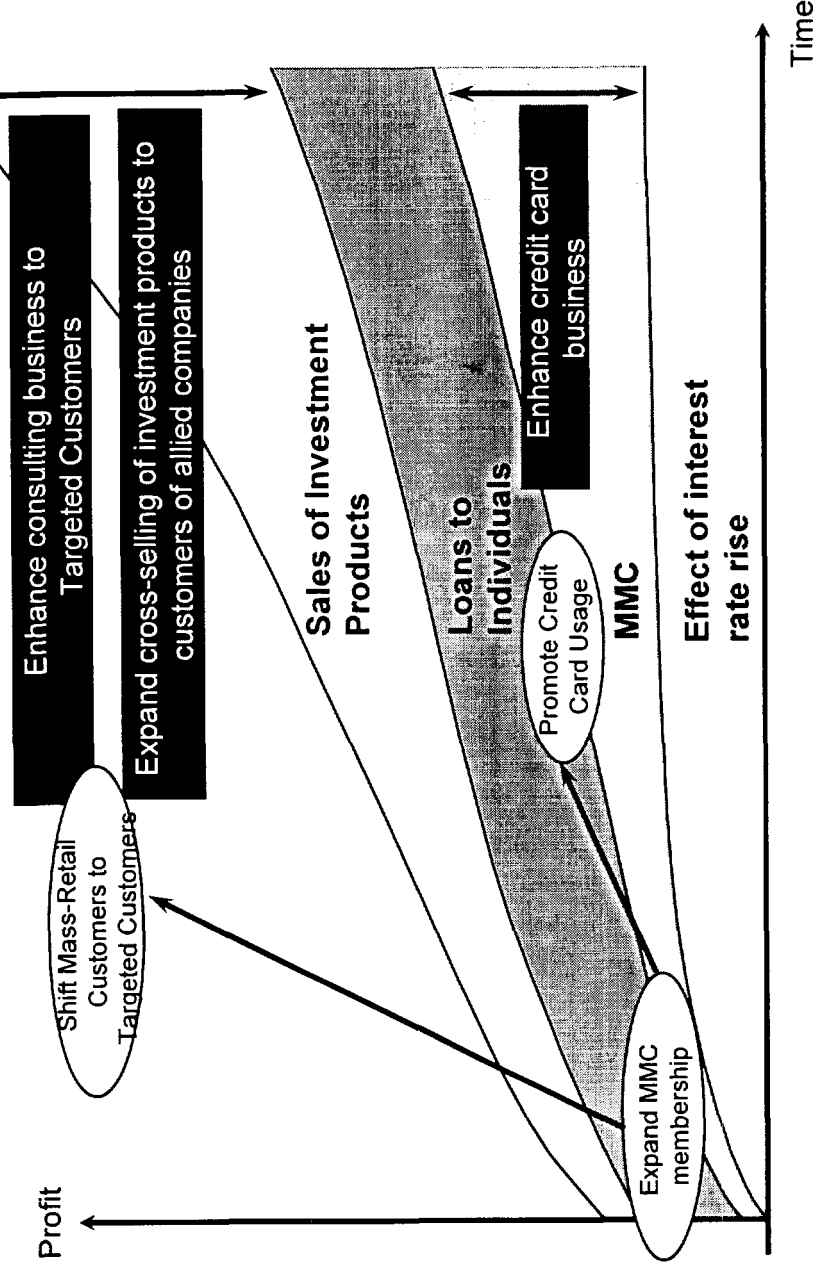 Profit
Shift Mass-Retail
Customers to
Targeted Customers
Enhance consulting business to
Targeted Customers
Expand cross-selling of investment products to
customers of allied companies
Sales of Investment
Products
Loans to
Individuals
Enhance credit card
business
Promote Credit
Card Usage
MMC
Expand MMC
membership
Effect of interest
rate rise
Time